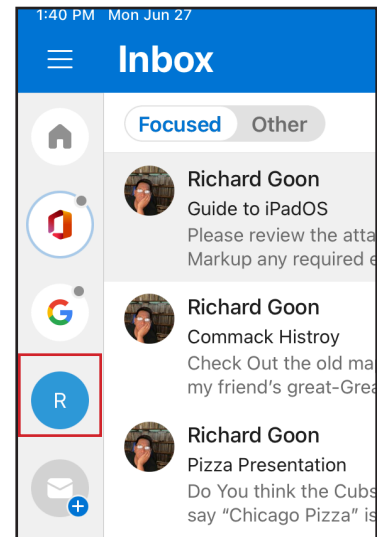 1:40 PM Mon Jun 27
Inbox
Focused Other
Richard Goon
Guide to iPadOS
Please review the atta
Markup any required e
Richard Goon
Commack Histroy
Check Out the old ma
my friend's great-Grea
R
Richard Goon
Pizza Presentation
Do You think the Cubs
say “Chicago Pizza” is